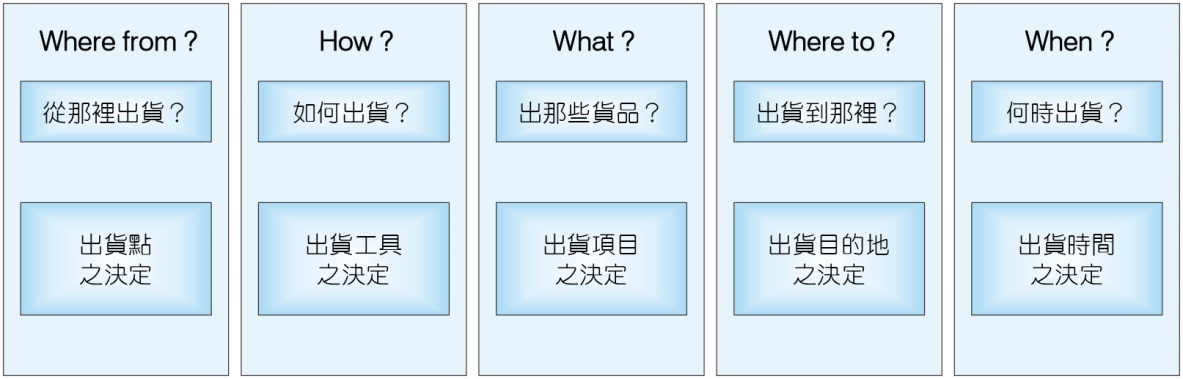 Where from ?
從那裡出貨？
出貨點
之決定
How ?
如何出貨？
出貨工具
之決定
What ?
出那些貨品？
出貨項目
之決定
Where to ?
出貨到那裡？
出貨目的地
之決定
When ?
何時出貨？
出貨時間
之決定